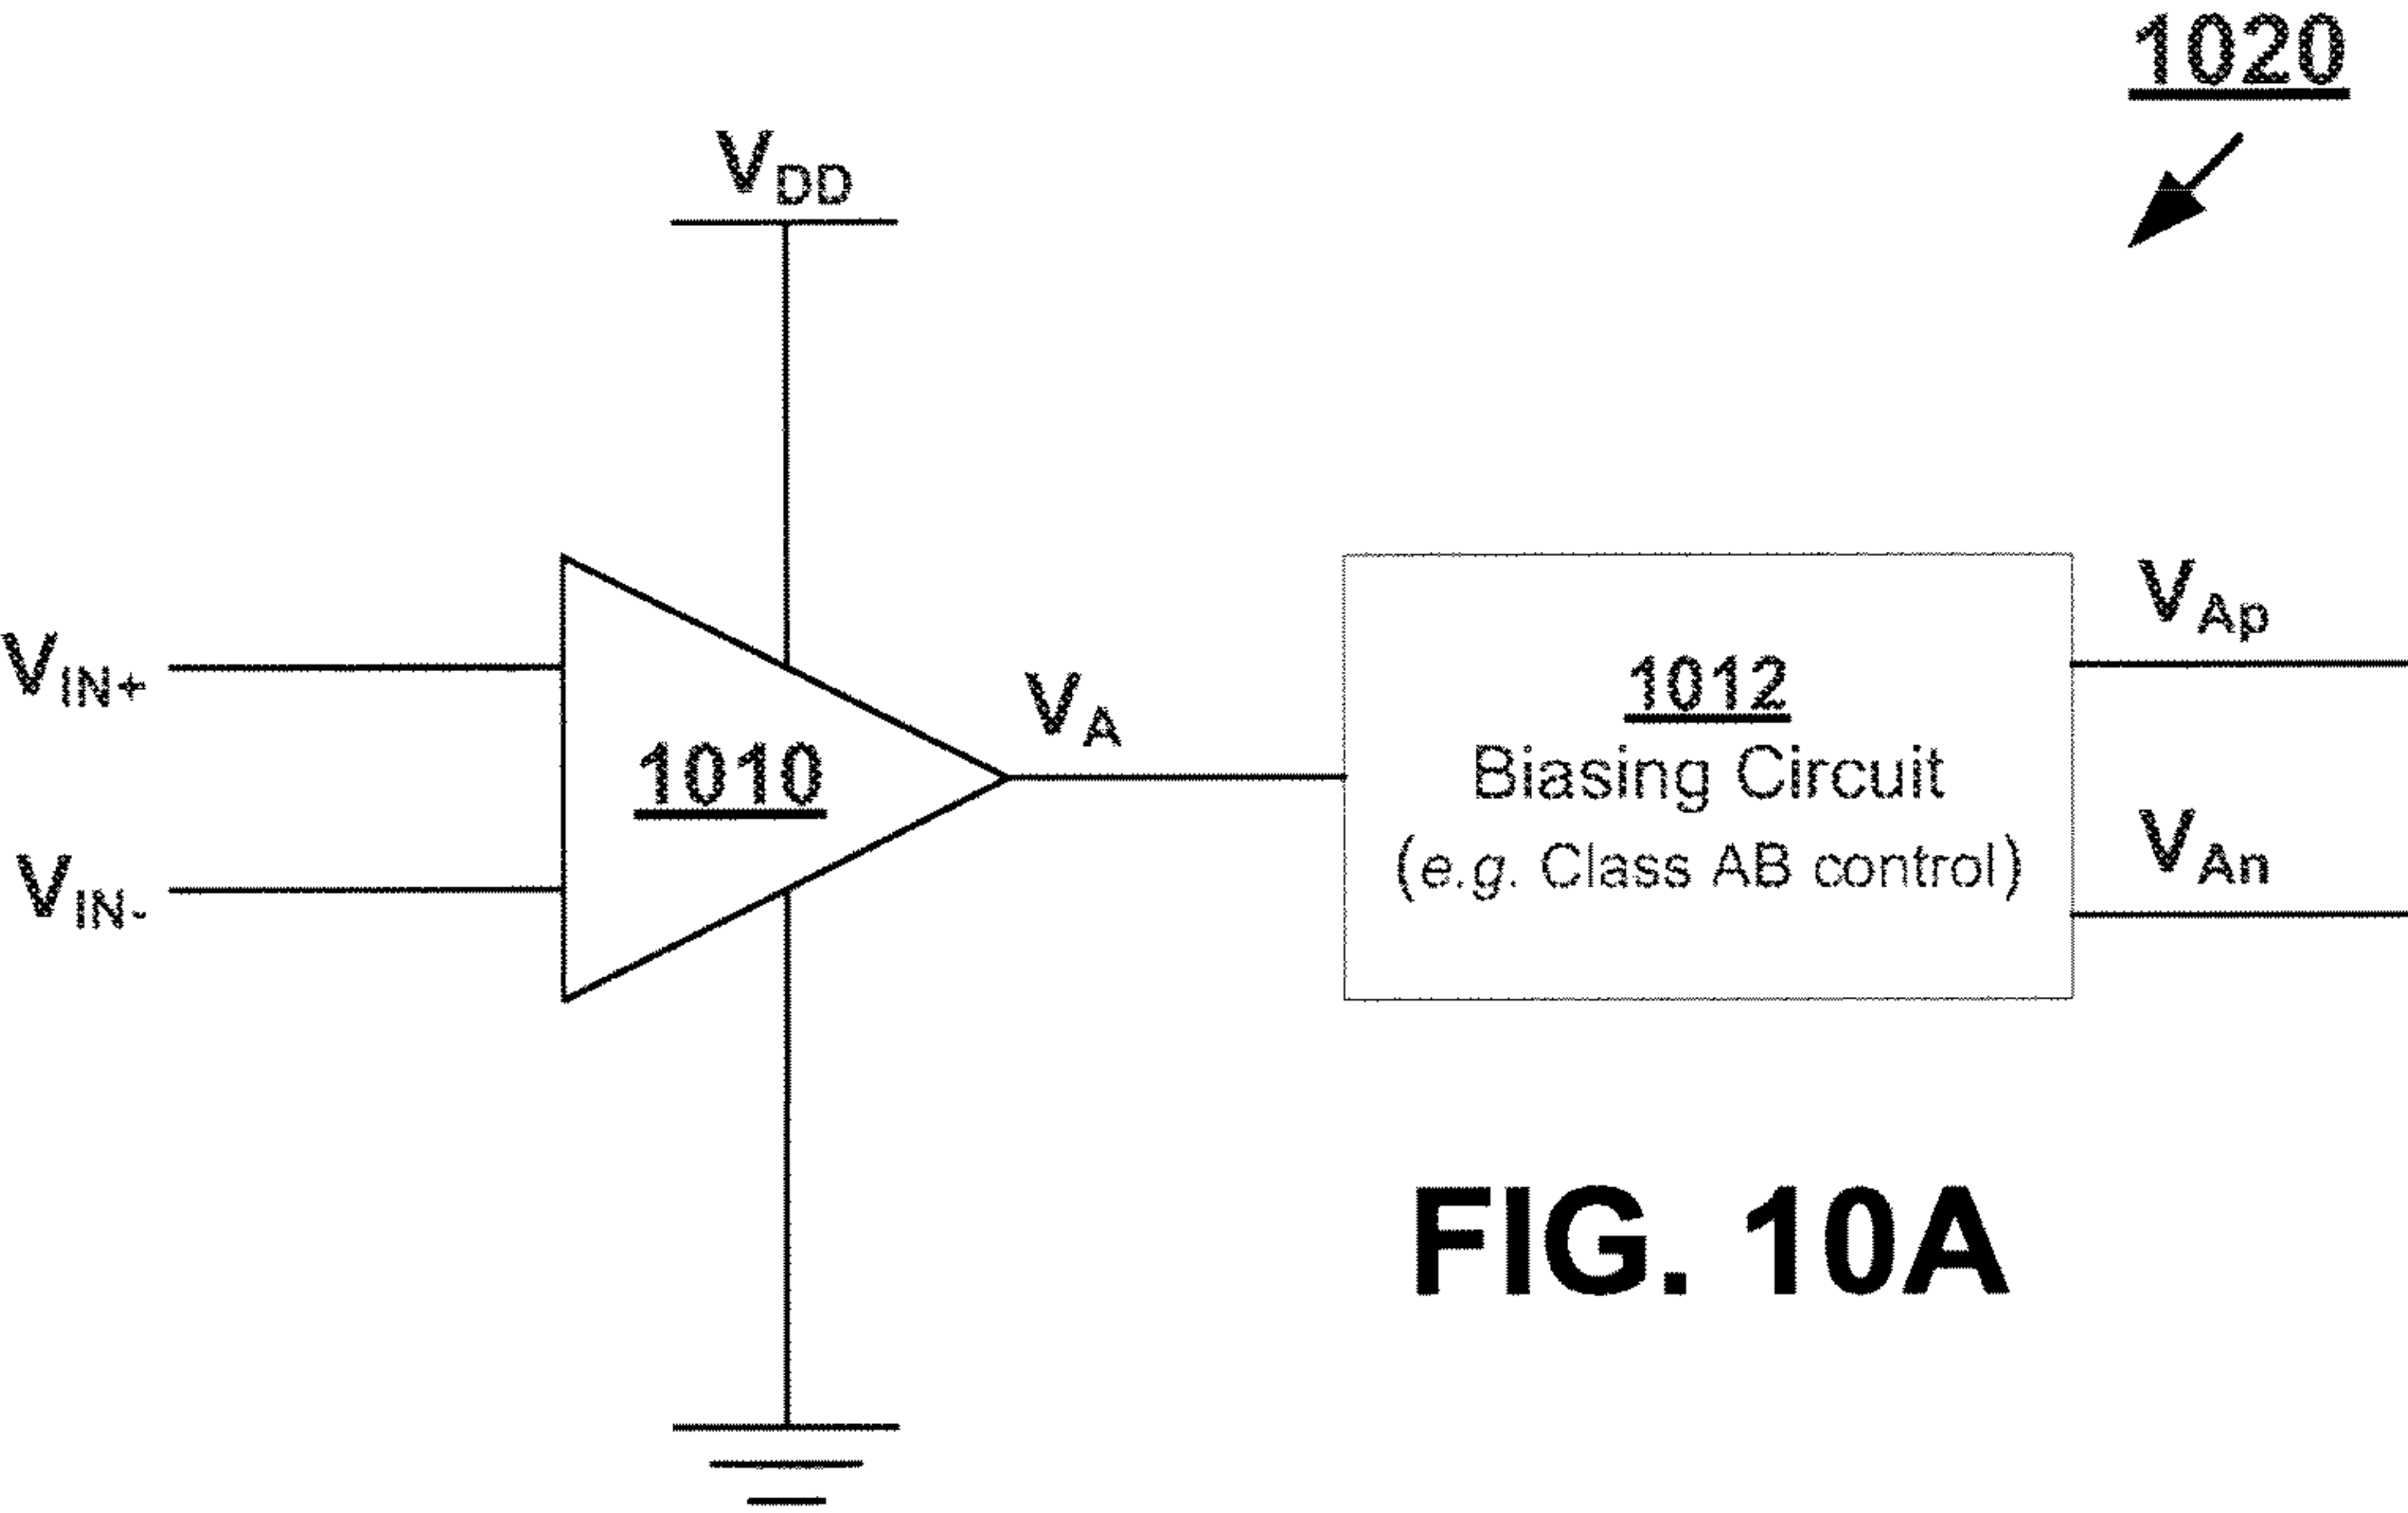 1020
VDD
VIN+
VIN-
1010
VA
1012
Biasing Circuit
(e.g. Class AB control)
VAp
VAn
FIG. 10A